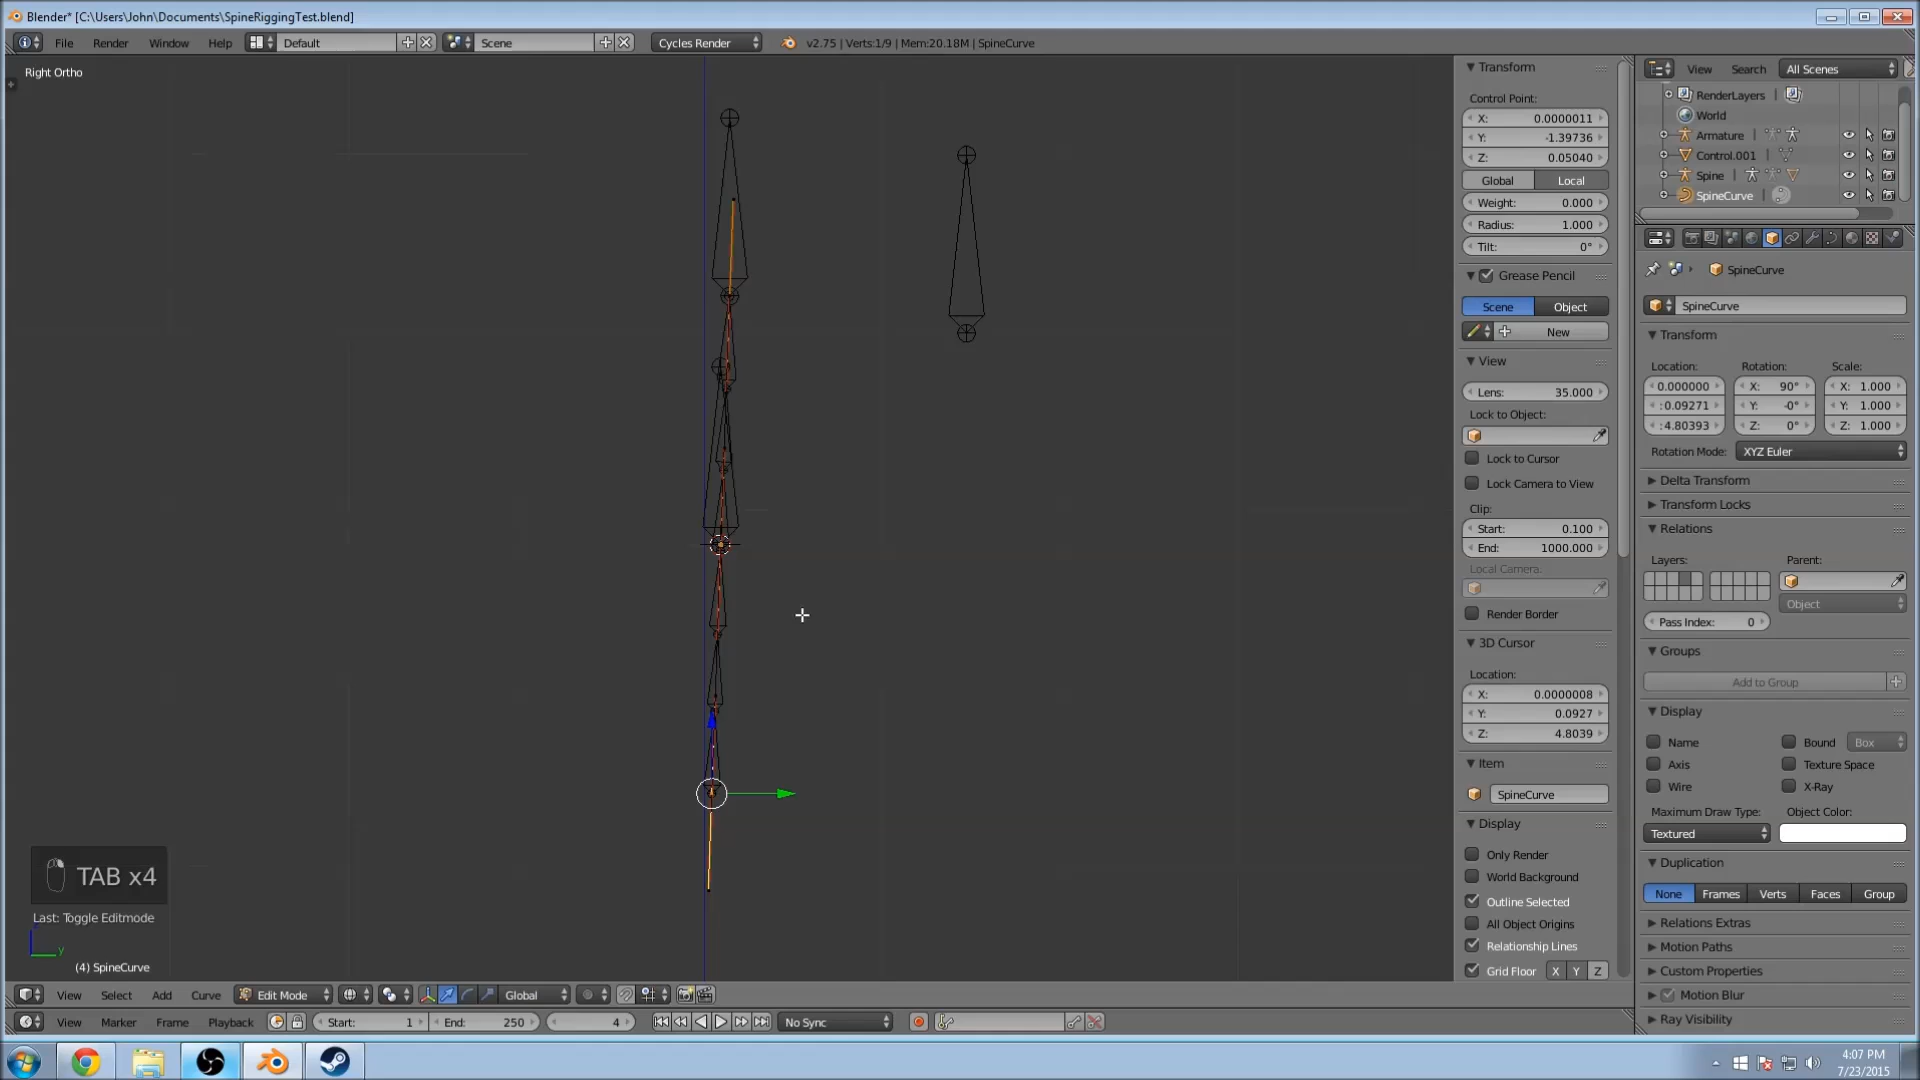 Blender* [C:\Users\John\Documents\SpineRiggingTest.blend]
File Render Window Help Default Scene Cycles Render v2.75 | Verts:1/9 | Mem:20.18M | SpineCurve
Right Ortho
TAB x4
Last: Toggle Editmode
y
(4) SpineCurve
View Select Add Curve Edit Mode Global
View Marker Frame Playback Start: 1 End: 250 4 No Sync
Transform
Control Point:
X: 0.0000011
Y: -1.39736
Z: 0.05040
Global Local
Weight: 0.000
Radius: 1.000
Tilt: 0°
Grease Pencil
Scene Object
New
View
Lens: 35.000
Lock to Object:
Lock to Cursor
Lock Camera to View
Clip:
Start: 0.100
End: 1000.000
Local Camera:
Render Border
3D Cursor
Location:
X: 0.0000008
Y: 0.0927
Z: 4.8039
Item
SpineCurve
Display
Only Render
World Background
Outline Selected
All Object Origins
Relationship Lines
Grid Floor X Y Z
View Search All Scenes
RenderLayers
World
Armature
Control.001
Spine
SpineCurve
SpineCurve
SpineCurve
Transform
Location: Rotation: Scale:
0.000000 X: 90° X: 1.000
:0.09271 Y: -0° Y: 1.000
:4.80393 Z: 0° Z: 1.000
Rotation Mode: XYZ Euler
Delta Transform
Transform Locks
Relations
Layers: Parent:
Object
Pass Index: 0
Groups
Add to Group
Display
Name Bound Box
Axis Texture Space
Wire X-Ray
Maximum Draw Type: Object Color:
Textured
Duplication
None Frames Verts Faces Group
Relations Extras
Motion Paths
Custom Properties
Motion Blur
Ray Visibility
4:07 PM
7/23/2015